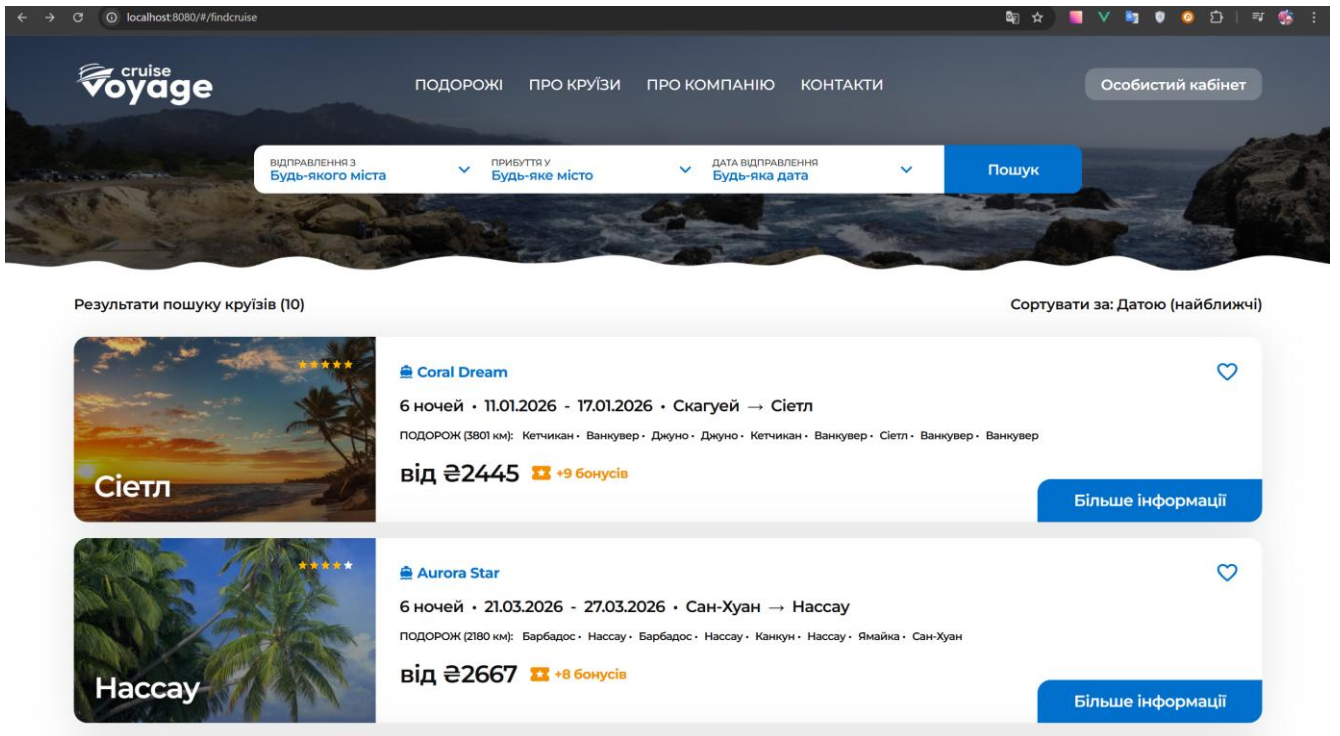 localhost:8080/#/findcruise
cruise
voyage
ПОДОРОЖІ ПРО КРУЇЗИ ПРО КОМПАНІЮ КОНТАКТИ
Особистий кабінет
ВІДПРАВЛЕННЯ З ПРИБУТТЯ У ДАТА ВІДПРАВЛЕННЯ
Будь-якого міста Будь-яке місто Будь-яка дата Пошук
Результати пошуку круїзів (10) Сортувати за: Датою (найближчі)
Coral Dream
6 ночей • 11.01.2026 - 17.01.2026 • Скагуей → Сіетл
ПОДОРОЖ (3801 км): Кетчикан • Ванкувер • Джуно • Джуно • Кетчикан • Ванкувер • Сіетл • Ванкувер • Ванкувер
від ₴2445 +9 бонусів
Сіетл
Більше інформації
Aurora Star
6 ночей • 21.03.2026 - 27.03.2026 • Сан-Хуан → Нассау
ПОДОРОЖ (2180 км): Барбадос • Нассау • Барбадос • Нассау • Канкун • Нассау • Ямайка • Сан-Хуан
від ₴2667 +8 бонусів
Нассау
Більше інформації